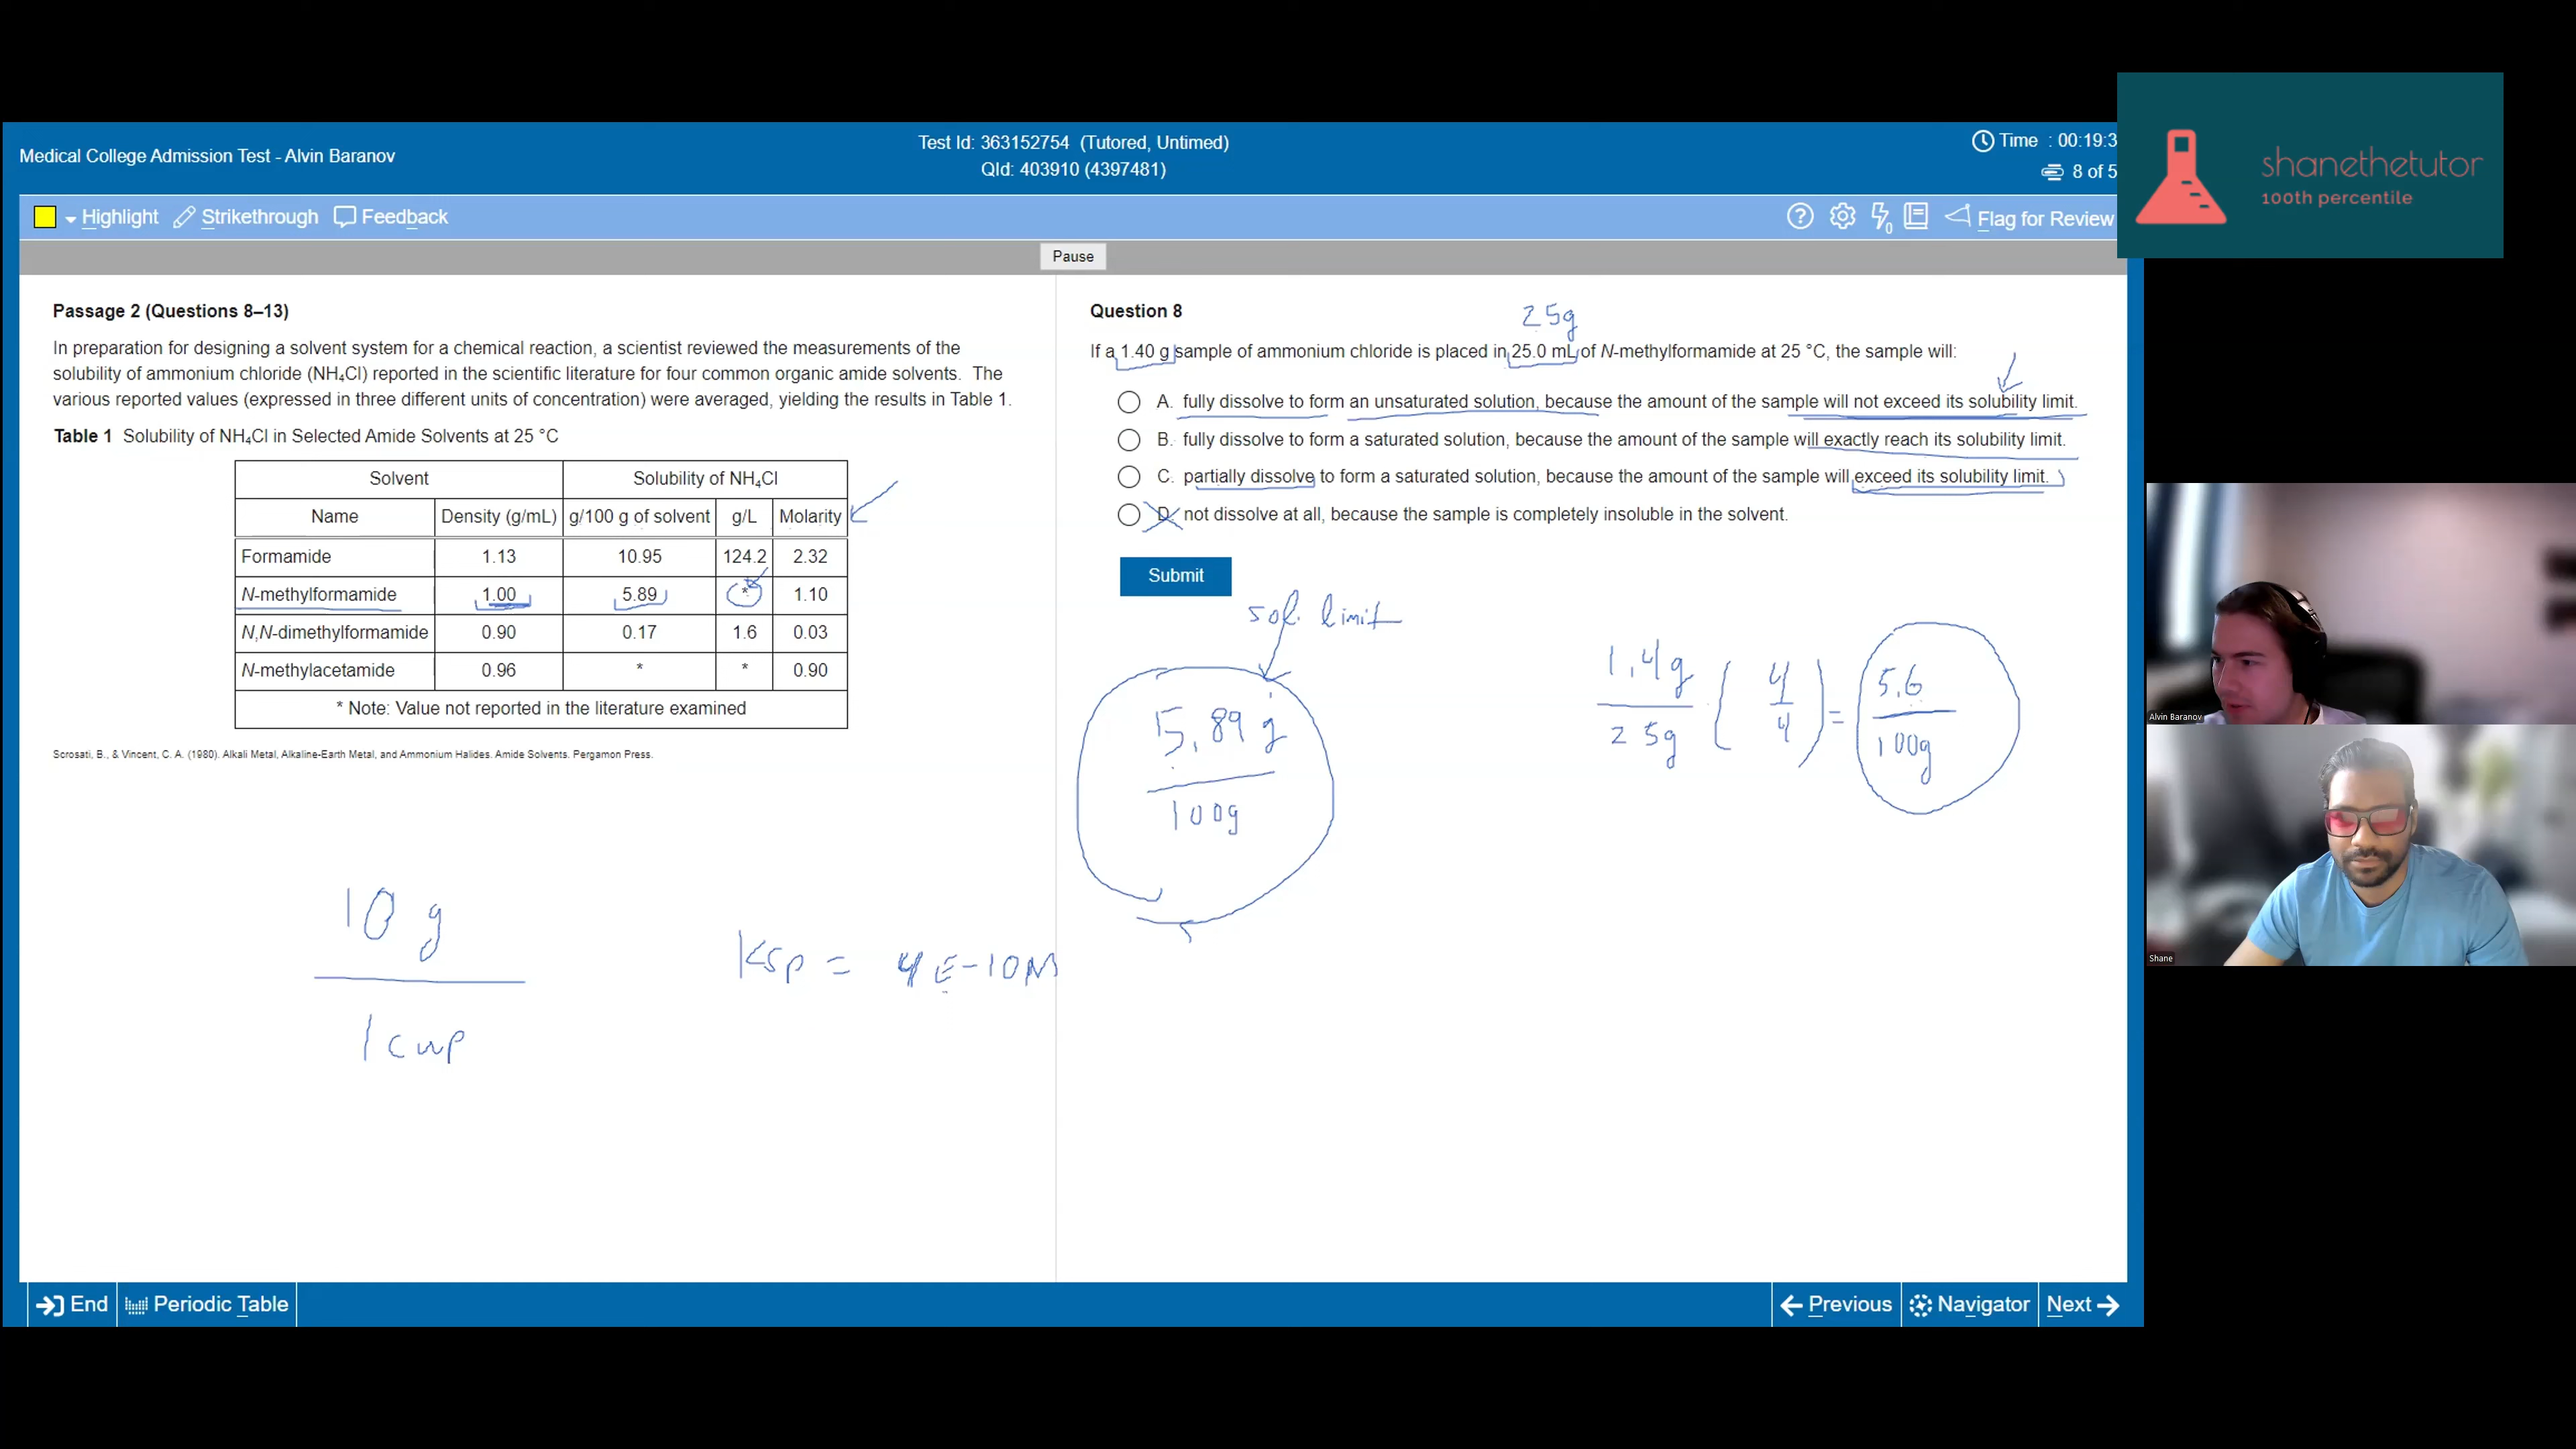 Medical College Admission Test - Alvin Baranov
Test Id: 363152754 (Tutored, Untimed)
QId: 403910 (4397481)
Time : 00:19:3
8 of 5
shanethetutor
100th percentile
Highlight
Strikethrough
Feedback
Flag for Review
Pause
Passage 2 (Questions 8–13)
In preparation for designing a solvent system for a chemical reaction, a scientist reviewed the measurements of the
solubility of ammonium chloride (NH₄Cl) reported in the scientific literature for four common organic amide solvents. The
various reported values (expressed in three different units of concentration) were averaged, yielding the results in Table 1.
Table 1 Solubility of NH₄Cl in Selected Amide Solvents at 25 °C
Solvent Solubility of NH₄Cl
Name Density (g/mL) g/100 g of solvent g/L Molarity
Formamide 1.13 10.95 124.2 2.32
N-methylformamide 1.00 5.89 * 1.10
N,N-dimethylformamide 0.90 0.17 1.6 0.03
N-methylacetamide 0.96 * * 0.90
* Note: Value not reported in the literature examined
Scrosati, B., & Vincent, C. A. (1980). Alkali Metal, Alkaline-Earth Metal, and Ammonium Halides. Amide Solvents. Pergamon Press.
10 g
1 cup
Ksp = 4E-10M
Question 8
25g
If a 1.40 g sample of ammonium chloride is placed in 25.0 mL of N-methylformamide at 25 °C, the sample will:
A. fully dissolve to form an unsaturated solution, because the amount of the sample will not exceed its solubility limit.
B. fully dissolve to form a saturated solution, because the amount of the sample will exactly reach its solubility limit.
C. partially dissolve to form a saturated solution, because the amount of the sample will exceed its solubility limit.
D. not dissolve at all, because the sample is completely insoluble in the solvent.
Submit
sol. limit
5,89 g
100g
1,4g
25g
( 4
4 )
=
5,6
100g
Alvin Baranov
Shane
End
Periodic Table
Previous
Navigator
Next